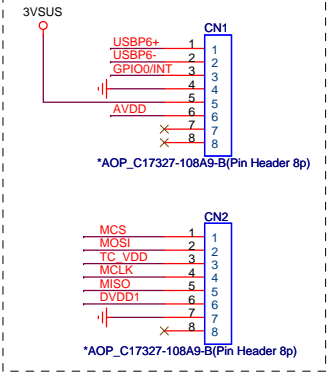 3VSUS
CN1
USBP6+ 1 1
USBP6- 2 2
GPIO0/INT 3 3
4 4
5 5
AVDD 6 6
7 7
8 8
*AOP_C17327-108A9-B(Pin Header 8p)
CN2
MCS 1 1
MOSI 2 2
TC_VDD 3 3
MCLK 4 4
MISO 5 5
DVDD1 6 6
7 7
8 8
*AOP_C17327-108A9-B(Pin Header 8p)